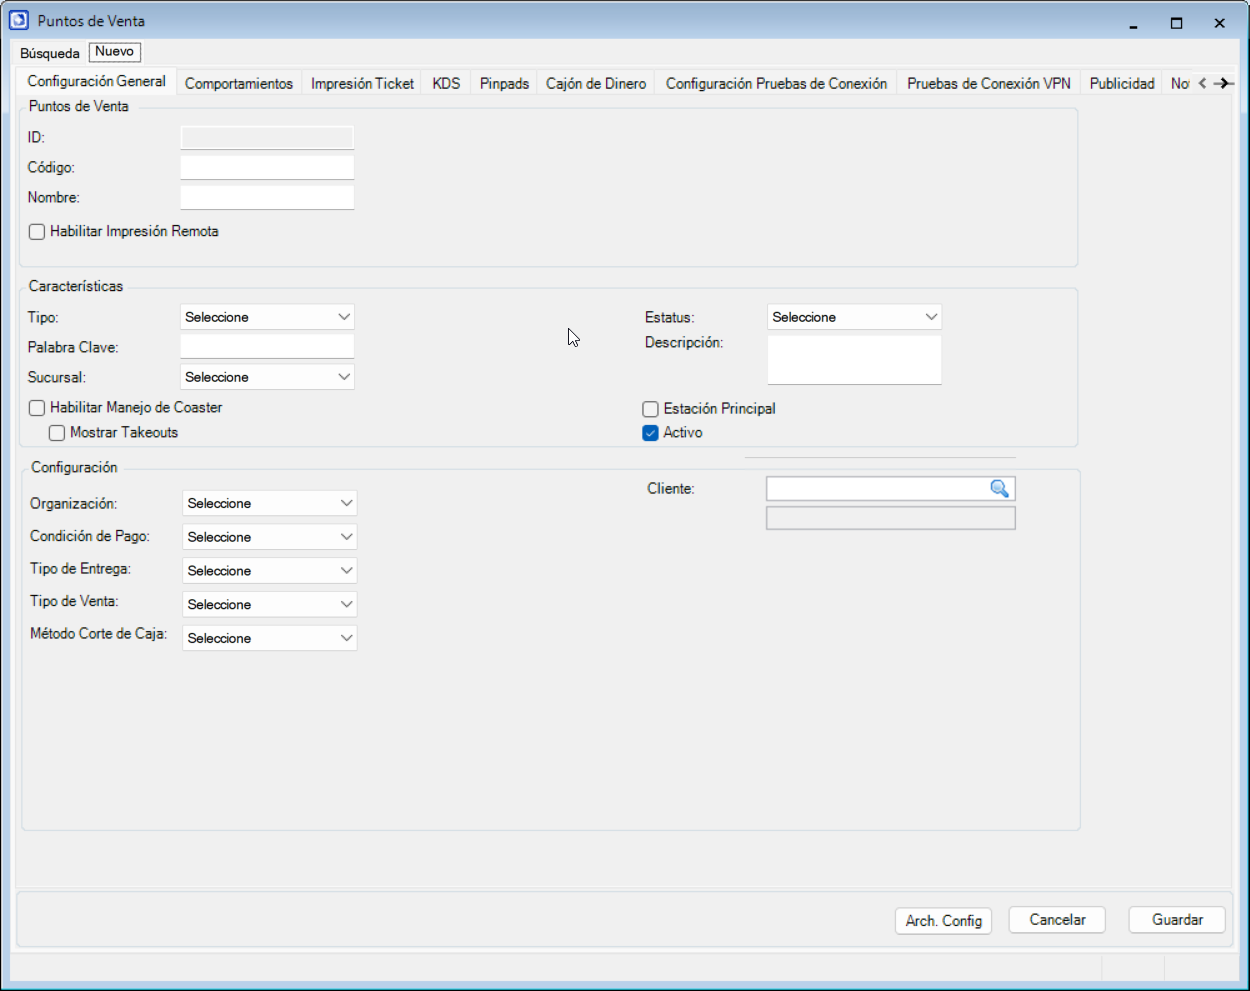 Puntos de Venta
Búsqueda Nuevo
Configuración General Comportamientos Impresión Ticket KDS Pinpads Cajón de Dinero Configuración Pruebas de Conexión Pruebas de Conexión VPN Publicidad
Puntos de Venta
ID:
Código:
Nombre:
Habilitar Impresión Remota
Características
Tipo: Seleccione Estatus: Seleccione
Palabra Clave: Descripción:
Sucursal: Seleccione
Habilitar Manejo de Coaster Estación Principal
Mostrar Takeouts Activo
Configuración
Organización: Seleccione Cliente:
Condición de Pago: Seleccione
Tipo de Entrega: Seleccione
Tipo de Venta: Seleccione
Método Corte de Caja: Seleccione
Arch. Config Cancelar Guardar